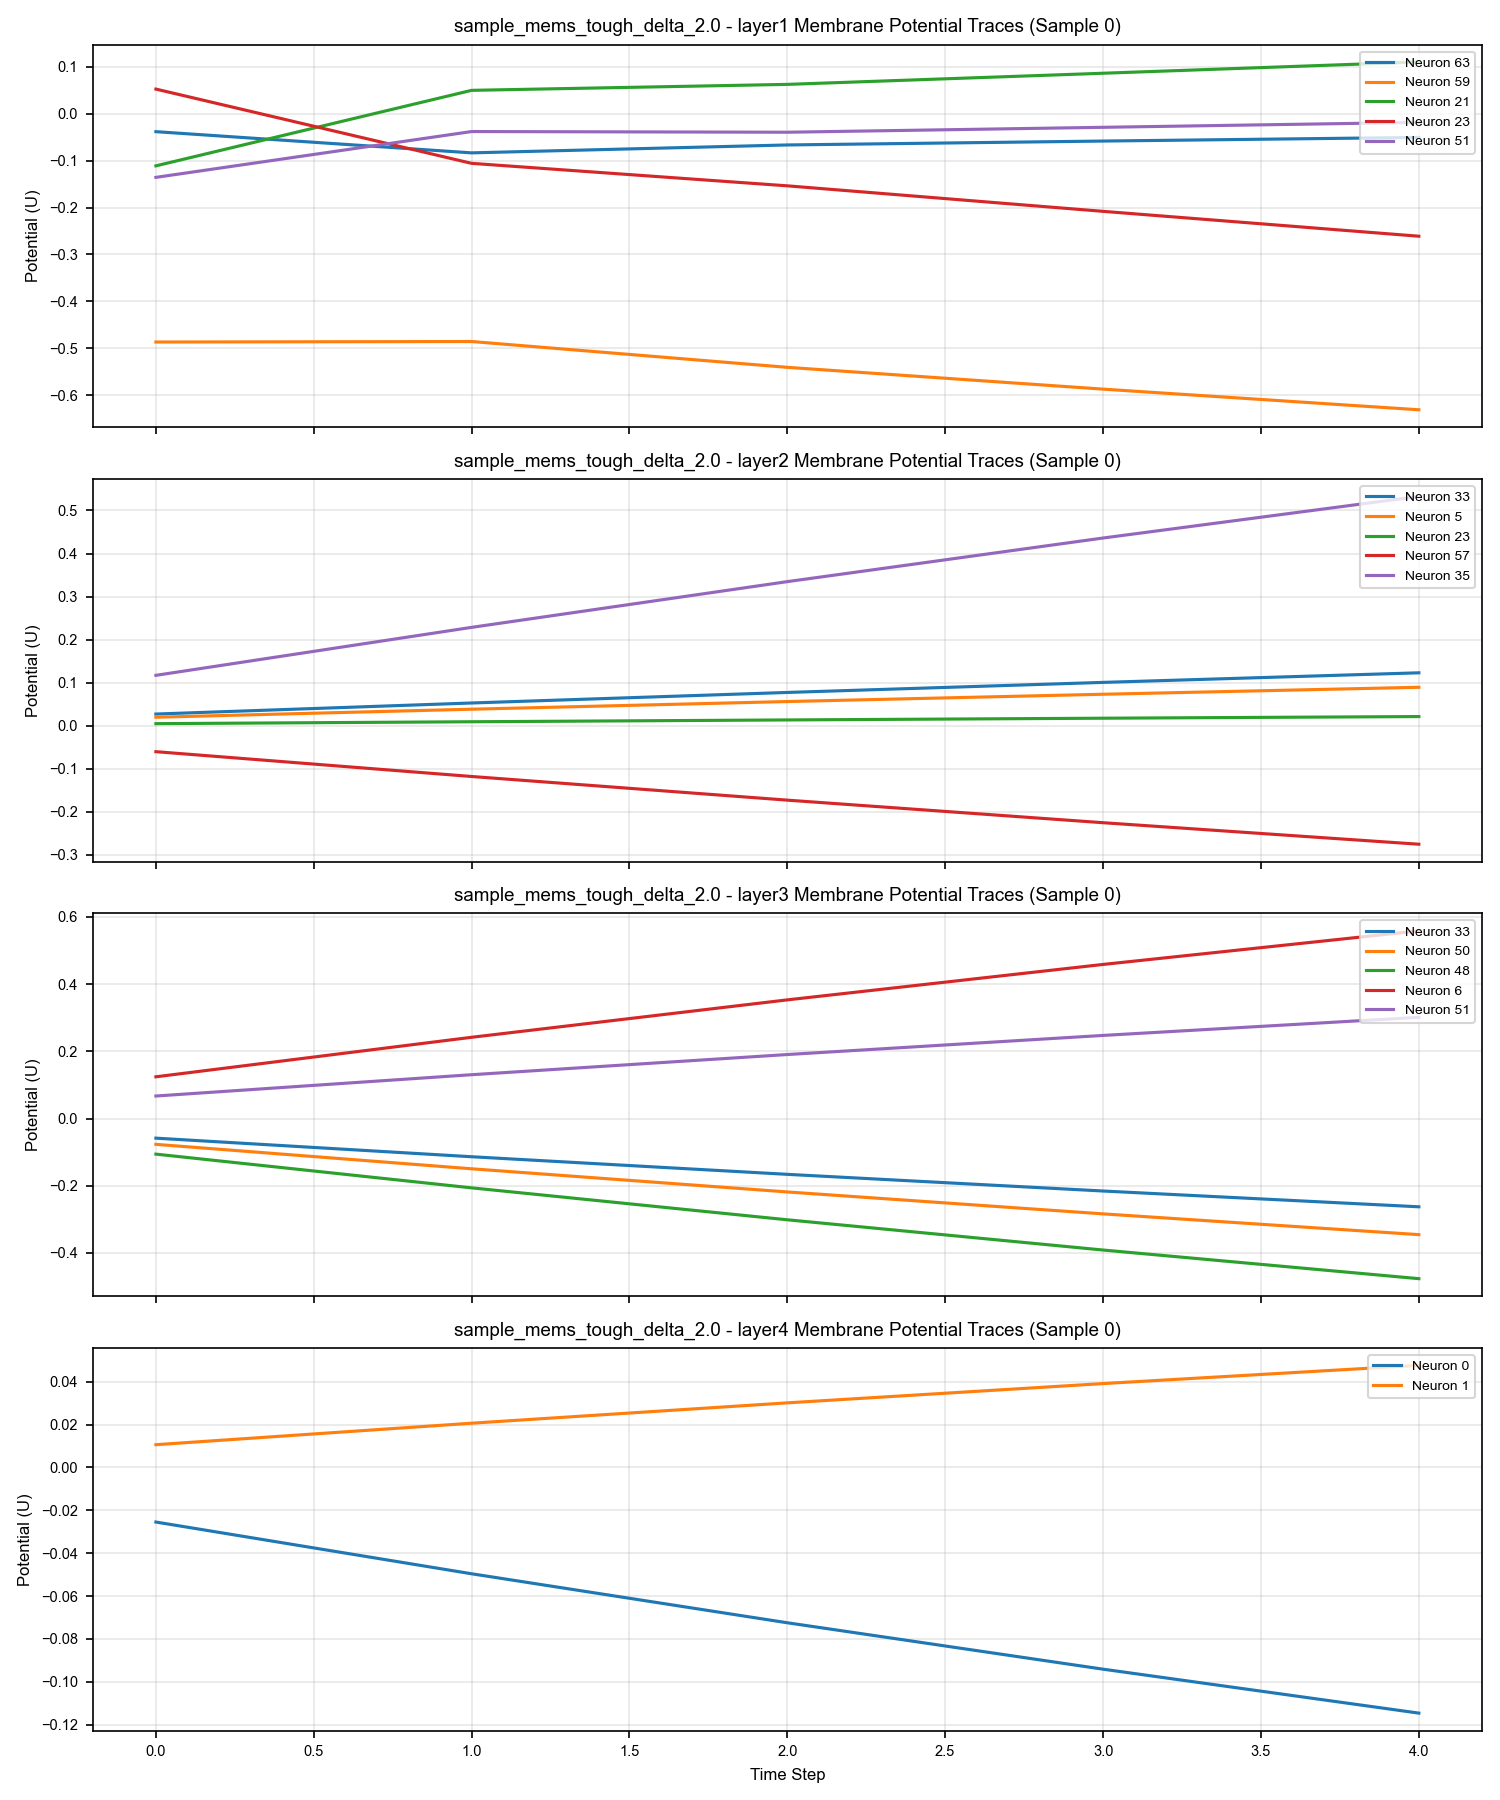 sample_mems_tough_delta_2.0 - layer1 Membrane Potential Traces (Sample 0)
Potential (U)
0.1
0.0
−0.1
−0.2
−0.3
−0.4
−0.5
−0.6
Neuron 63
Neuron 59
Neuron 21
Neuron 23
Neuron 51
sample_mems_tough_delta_2.0 - layer2 Membrane Potential Traces (Sample 0)
Potential (U)
0.5
0.4
0.3
0.2
0.1
0.0
−0.1
−0.2
−0.3
Neuron 33
Neuron 5
Neuron 23
Neuron 57
Neuron 35
sample_mems_tough_delta_2.0 - layer3 Membrane Potential Traces (Sample 0)
Potential (U)
0.6
0.4
0.2
0.0
−0.2
−0.4
Neuron 33
Neuron 50
Neuron 48
Neuron 6
Neuron 51
sample_mems_tough_delta_2.0 - layer4 Membrane Potential Traces (Sample 0)
Potential (U)
0.04
0.02
0.00
−0.02
−0.04
−0.06
−0.08
−0.10
−0.12
Neuron 0
Neuron 1
0.0 0.5 1.0 1.5 2.0 2.5 3.0 3.5 4.0
Time Step